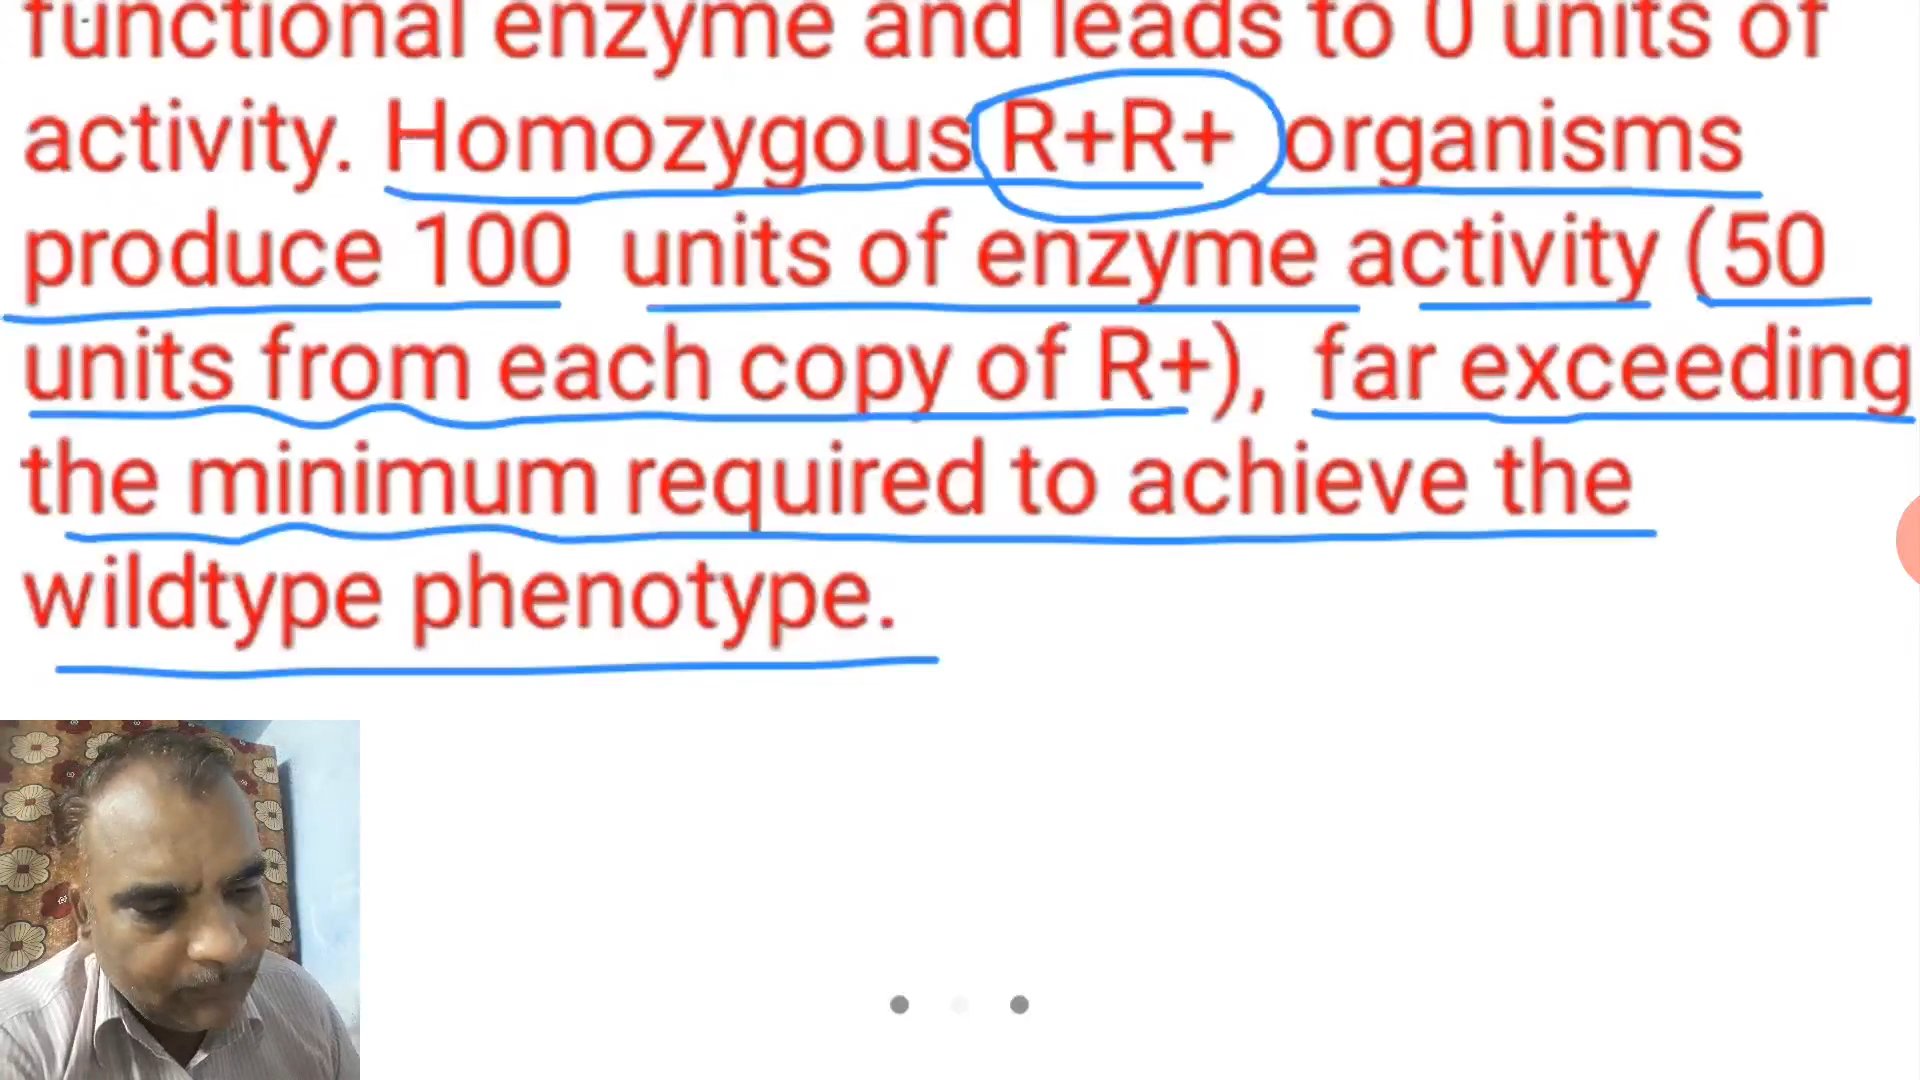 functional enzyme and leads to 0 units of
activity. Homozygous R+R+ organisms
produce 100 units of enzyme activity (50
units from each copy of R+), far exceeding
the minimum required to achieve the
wildtype phenotype.